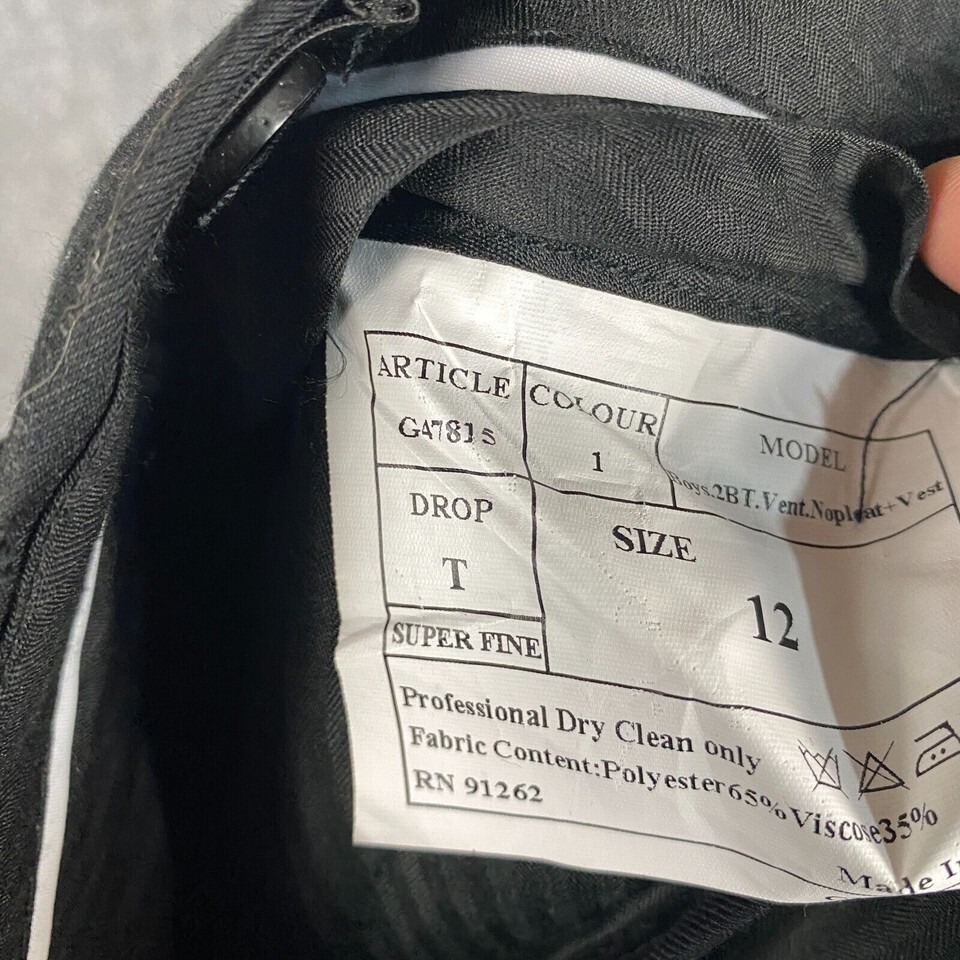 ARTICLE
G47815
COLOUR
1
MODEL
Boys.2BT.Vent.Nopleat+Vest
DROP
T
SIZE
12
SUPER FINE
Professional Dry Clean only
Fabric Content:Polyester65%Viscose35%
RN 91262
Made